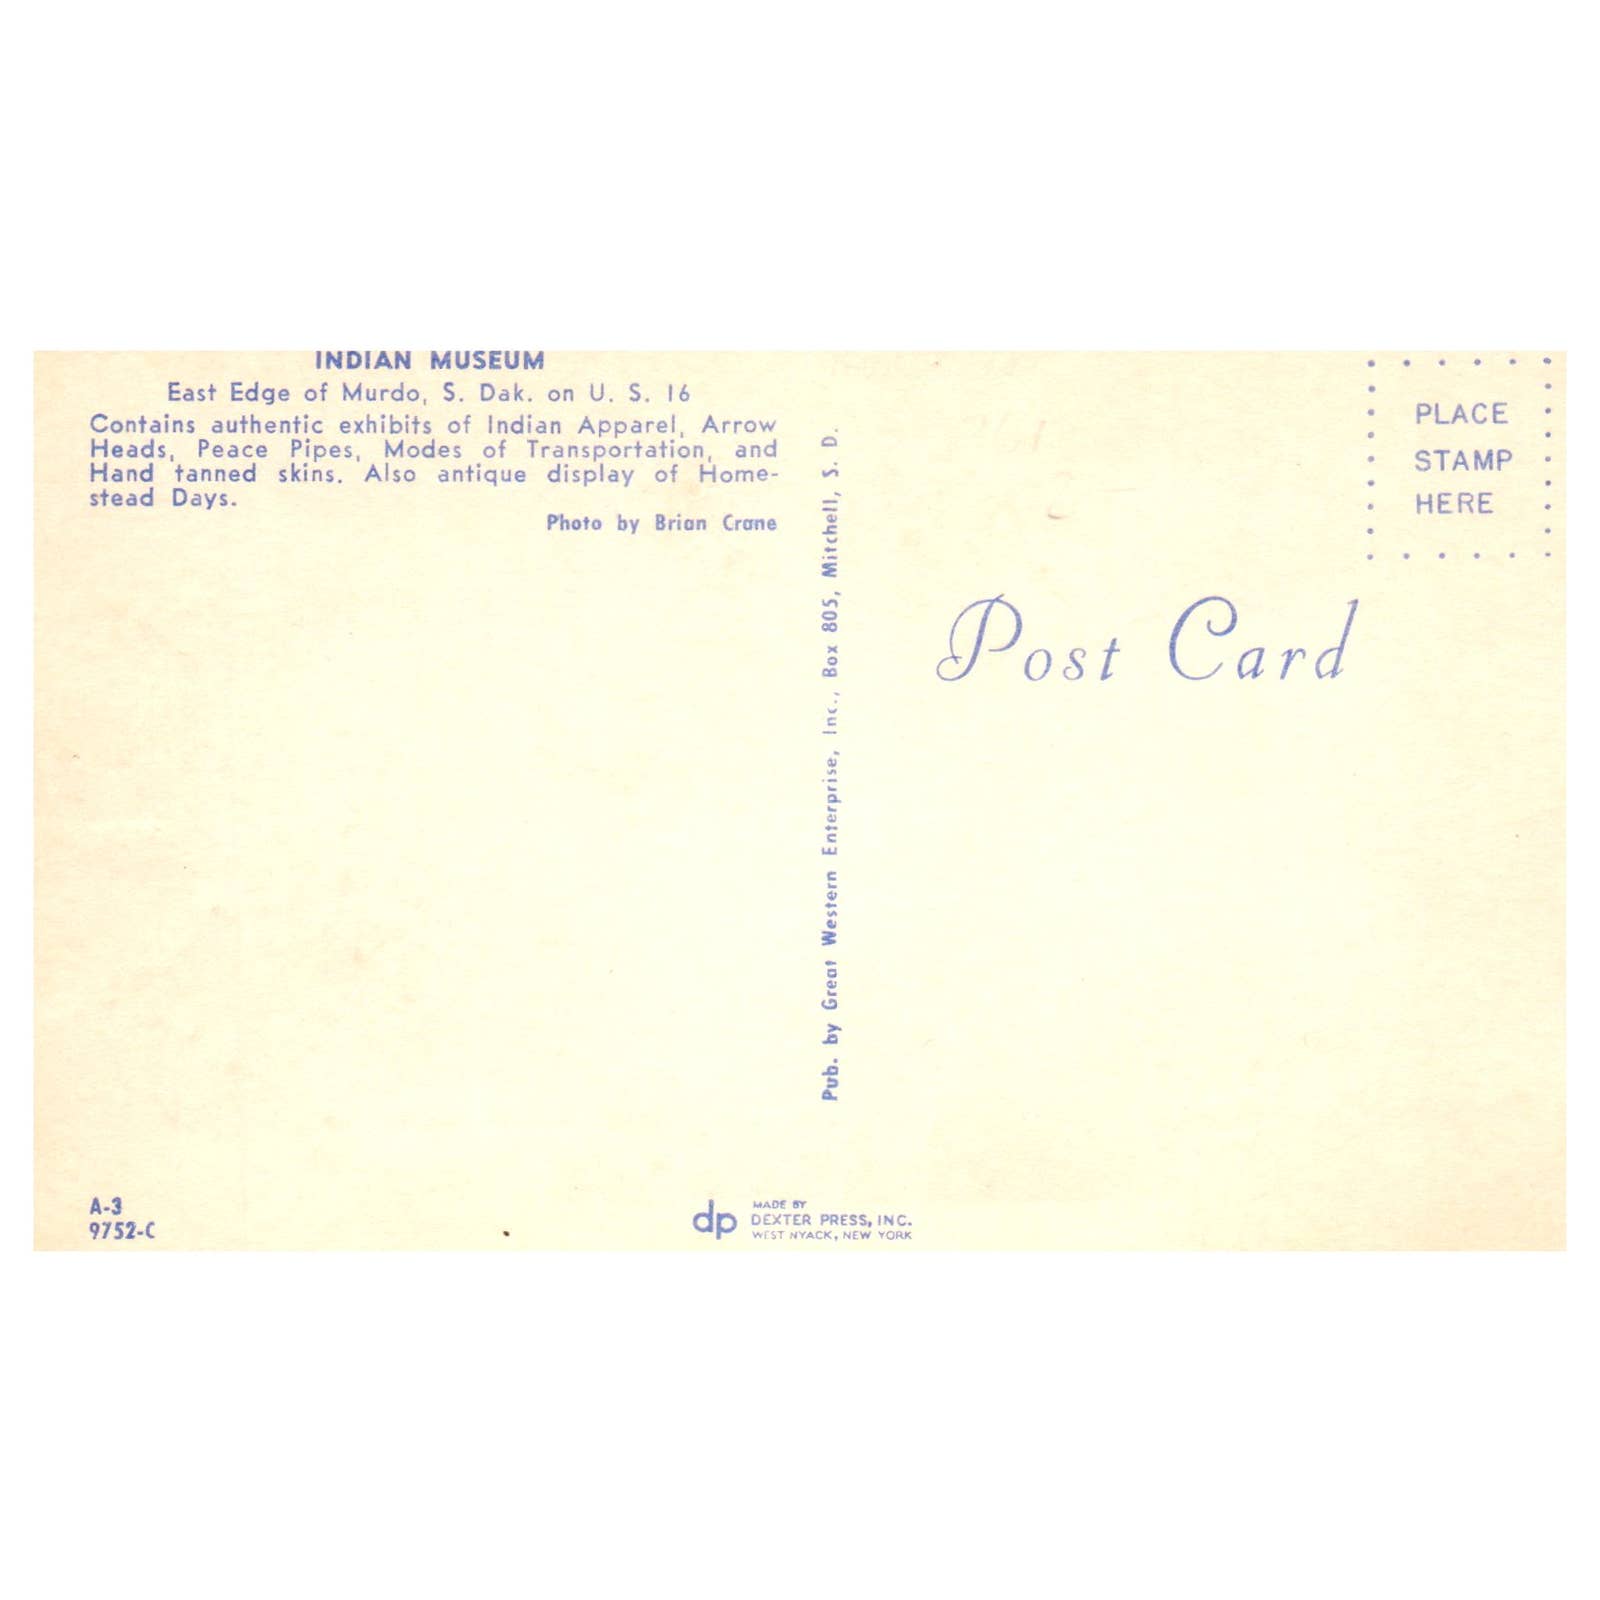 INDIAN MUSEUM
East Edge of Murdo, S. Dak. on U. S. 16
Contains authentic exhibits of Indian Apparel, Arrow
Heads, Peace Pipes, Modes of Transportation, and
Hand tanned skins. Also antique display of Home-
stead Days.
Photo by Brian Crane
Pub. by Great Western Enterprise, Inc., Box 805, Mitchell, S. D.
PLACE
STAMP
HERE
Post Card
A-3
9752-C
dp
MADE BY
DEXTER PRESS, INC.
WEST NYACK, NEW YORK